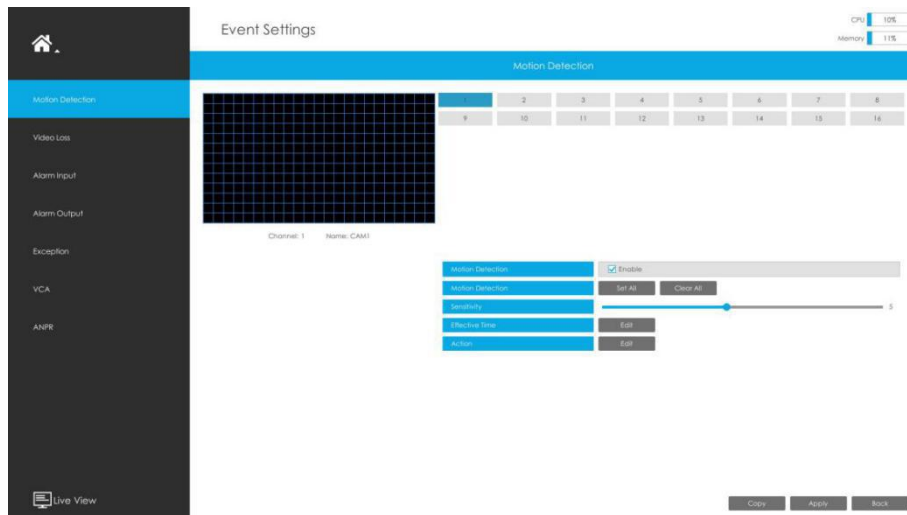 Event Settings
CPU 10%
Memory 11%
Motion Detection
Motion Detection
Video Loss
Alarm Input
Alarm Output
Exception
VCA
ANPR
Live View
1 2 3 4 5 6 7 8
9 10 11 12 13 14 15 16
Channel: 1 Name: CAM1
Motion Detection Enable
Motion Detection Set All Clear All
Sensitivity 5
Effective Time Edit
Action Edit
Copy Apply Back